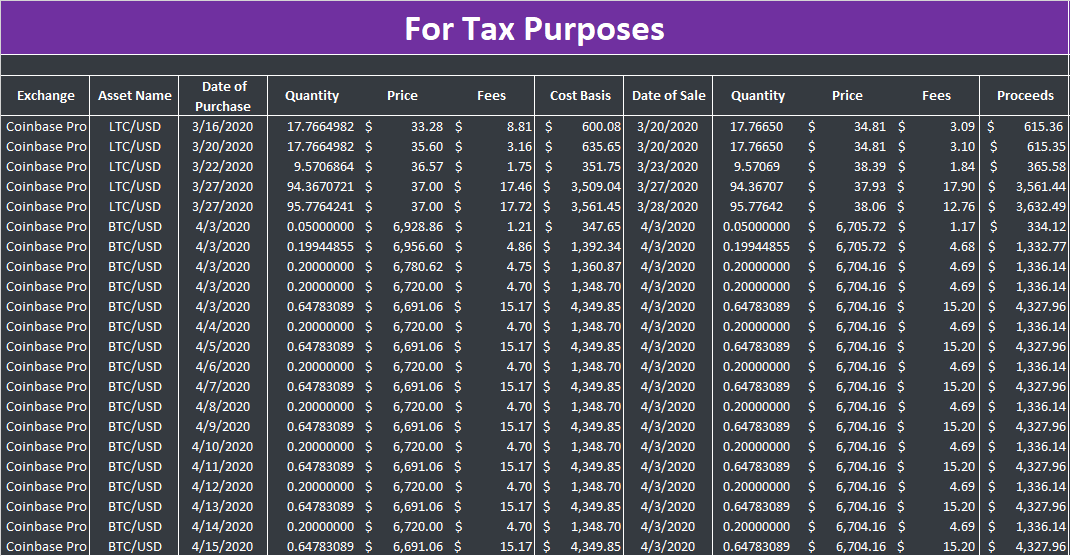 For Tax Purposes
Exchange Asset Name Date of Purchase Quantity Price Fees Cost Basis Date of Sale Quantity Price Fees Proceeds
Coinbase Pro LTC/USD 3/16/2020 17.7664982 $ 33.28 $ 8.81 $ 600.08 3/20/2020 17.76650 $ 34.81 $ 3.09 $ 615.36
Coinbase Pro LTC/USD 3/20/2020 17.7664982 $ 35.60 $ 3.16 $ 635.65 3/20/2020 17.76650 $ 34.81 $ 3.10 $ 615.35
Coinbase Pro LTC/USD 3/22/2020 9.5706864 $ 36.57 $ 1.75 $ 351.75 3/23/2020 9.57069 $ 38.39 $ 1.84 $ 365.58
Coinbase Pro LTC/USD 3/27/2020 94.3670721 $ 37.00 $ 17.46 $ 3,509.04 3/27/2020 94.36707 $ 37.93 $ 17.90 $ 3,561.44
Coinbase Pro LTC/USD 3/27/2020 95.7764241 $ 37.00 $ 17.72 $ 3,561.45 3/28/2020 95.77642 $ 38.06 $ 12.76 $ 3,632.49
Coinbase Pro BTC/USD 4/3/2020 0.05000000 $ 6,928.86 $ 1.21 $ 347.65 4/3/2020 0.05000000 $ 6,705.72 $ 1.17 $ 334.12
Coinbase Pro BTC/USD 4/3/2020 0.19944855 $ 6,956.60 $ 4.86 $ 1,392.34 4/3/2020 0.19944855 $ 6,705.72 $ 4.68 $ 1,332.77
Coinbase Pro BTC/USD 4/3/2020 0.20000000 $ 6,780.62 $ 4.75 $ 1,360.87 4/3/2020 0.20000000 $ 6,704.16 $ 4.69 $ 1,336.14
Coinbase Pro BTC/USD 4/3/2020 0.20000000 $ 6,720.00 $ 4.70 $ 1,348.70 4/3/2020 0.20000000 $ 6,704.16 $ 4.69 $ 1,336.14
Coinbase Pro BTC/USD 4/3/2020 0.64783089 $ 6,691.06 $ 15.17 $ 4,349.85 4/3/2020 0.64783089 $ 6,704.16 $ 15.20 $ 4,327.96
Coinbase Pro BTC/USD 4/4/2020 0.20000000 $ 6,720.00 $ 4.70 $ 1,348.70 4/3/2020 0.20000000 $ 6,704.16 $ 4.69 $ 1,336.14
Coinbase Pro BTC/USD 4/5/2020 0.64783089 $ 6,691.06 $ 15.17 $ 4,349.85 4/3/2020 0.64783089 $ 6,704.16 $ 15.20 $ 4,327.96
Coinbase Pro BTC/USD 4/6/2020 0.20000000 $ 6,720.00 $ 4.70 $ 1,348.70 4/3/2020 0.20000000 $ 6,704.16 $ 4.69 $ 1,336.14
Coinbase Pro BTC/USD 4/7/2020 0.64783089 $ 6,691.06 $ 15.17 $ 4,349.85 4/3/2020 0.64783089 $ 6,704.16 $ 15.20 $ 4,327.96
Coinbase Pro BTC/USD 4/8/2020 0.20000000 $ 6,720.00 $ 4.70 $ 1,348.70 4/3/2020 0.20000000 $ 6,704.16 $ 4.69 $ 1,336.14
Coinbase Pro BTC/USD 4/9/2020 0.64783089 $ 6,691.06 $ 15.17 $ 4,349.85 4/3/2020 0.64783089 $ 6,704.16 $ 15.20 $ 4,327.96
Coinbase Pro BTC/USD 4/10/2020 0.20000000 $ 6,720.00 $ 4.70 $ 1,348.70 4/3/2020 0.20000000 $ 6,704.16 $ 4.69 $ 1,336.14
Coinbase Pro BTC/USD 4/11/2020 0.64783089 $ 6,691.06 $ 15.17 $ 4,349.85 4/3/2020 0.64783089 $ 6,704.16 $ 15.20 $ 4,327.96
Coinbase Pro BTC/USD 4/12/2020 0.20000000 $ 6,720.00 $ 4.70 $ 1,348.70 4/3/2020 0.20000000 $ 6,704.16 $ 4.69 $ 1,336.14
Coinbase Pro BTC/USD 4/13/2020 0.64783089 $ 6,691.06 $ 15.17 $ 4,349.85 4/3/2020 0.64783089 $ 6,704.16 $ 15.20 $ 4,327.96
Coinbase Pro BTC/USD 4/14/2020 0.20000000 $ 6,720.00 $ 4.70 $ 1,348.70 4/3/2020 0.20000000 $ 6,704.16 $ 4.69 $ 1,336.14
Coinbase Pro BTC/USD 4/15/2020 0.64783089 $ 6,691.06 $ 15.17 $ 4,349.85 4/3/2020 0.64783089 $ 6,704.16 $ 15.20 $ 4,327.96